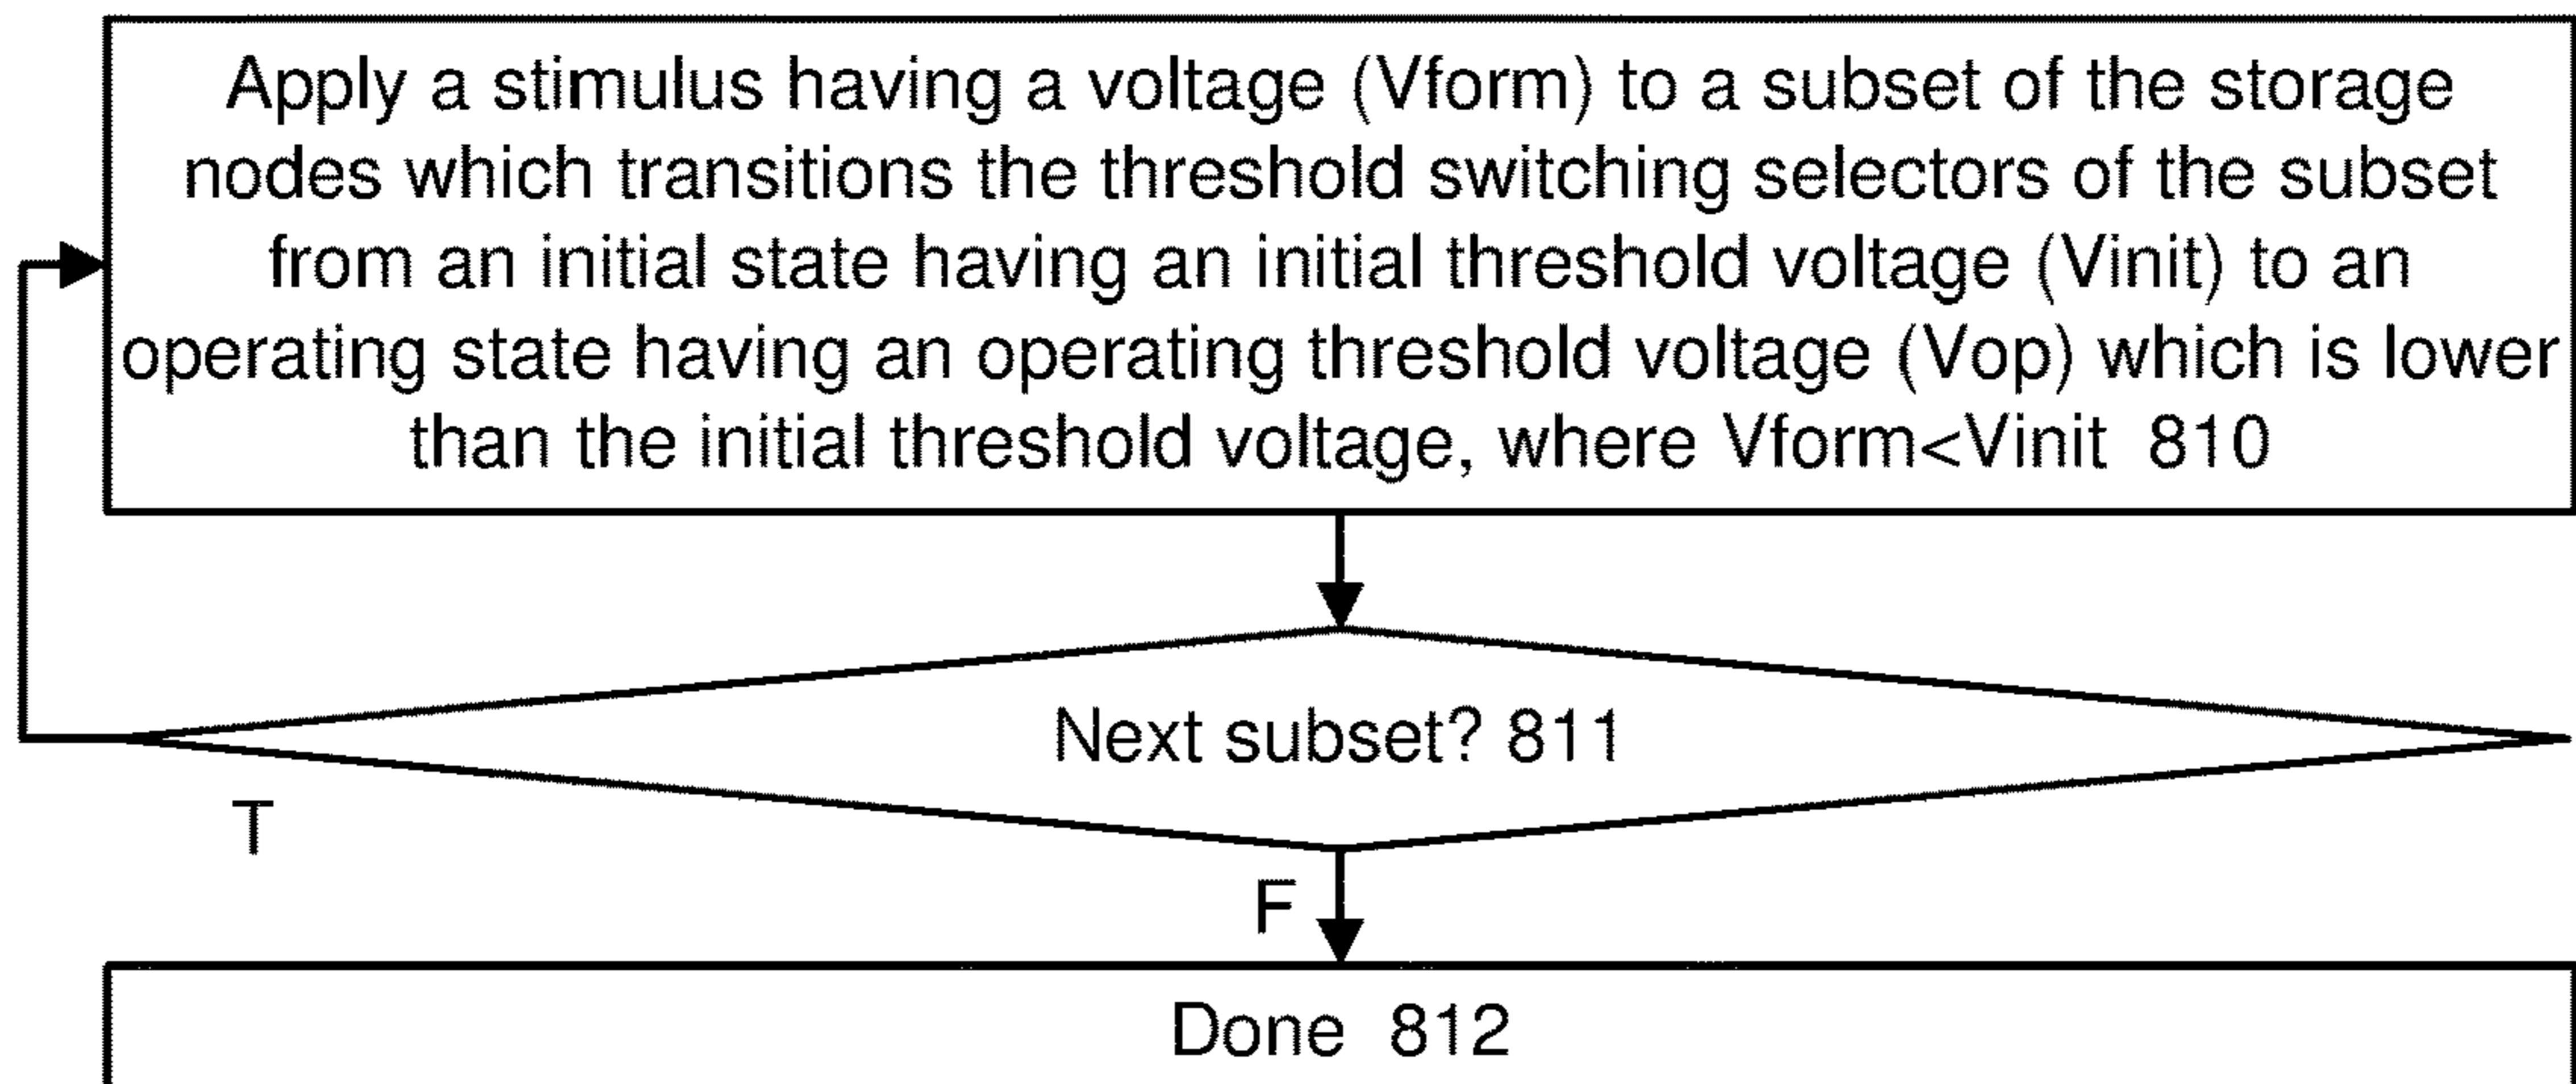 Apply a stimulus having a voltage (Vform) to a subset of the storage
nodes which transitions the threshold switching selectors of the subset
from an initial state having an initial threshold voltage (Vinit) to an
operating state having an operating threshold voltage (Vop) which is lower
than the initial threshold voltage, where Vform<Vinit 810
Next subset? 811
T
F
Done 812